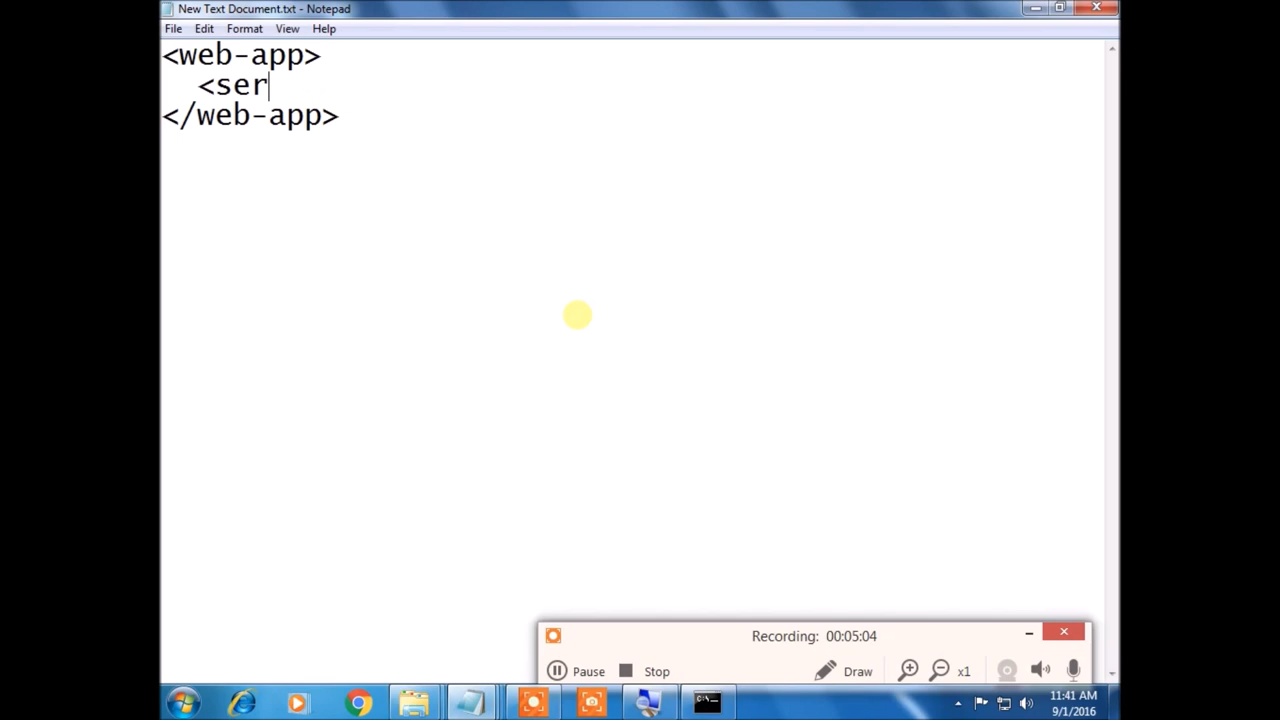 New Text Document.txt - Notepad
File Edit Format View Help
<web-app>
<ser
</web-app>
Recording: 00:05:04
Pause Stop Draw x1
C:\_
11:41 AM
9/1/2016